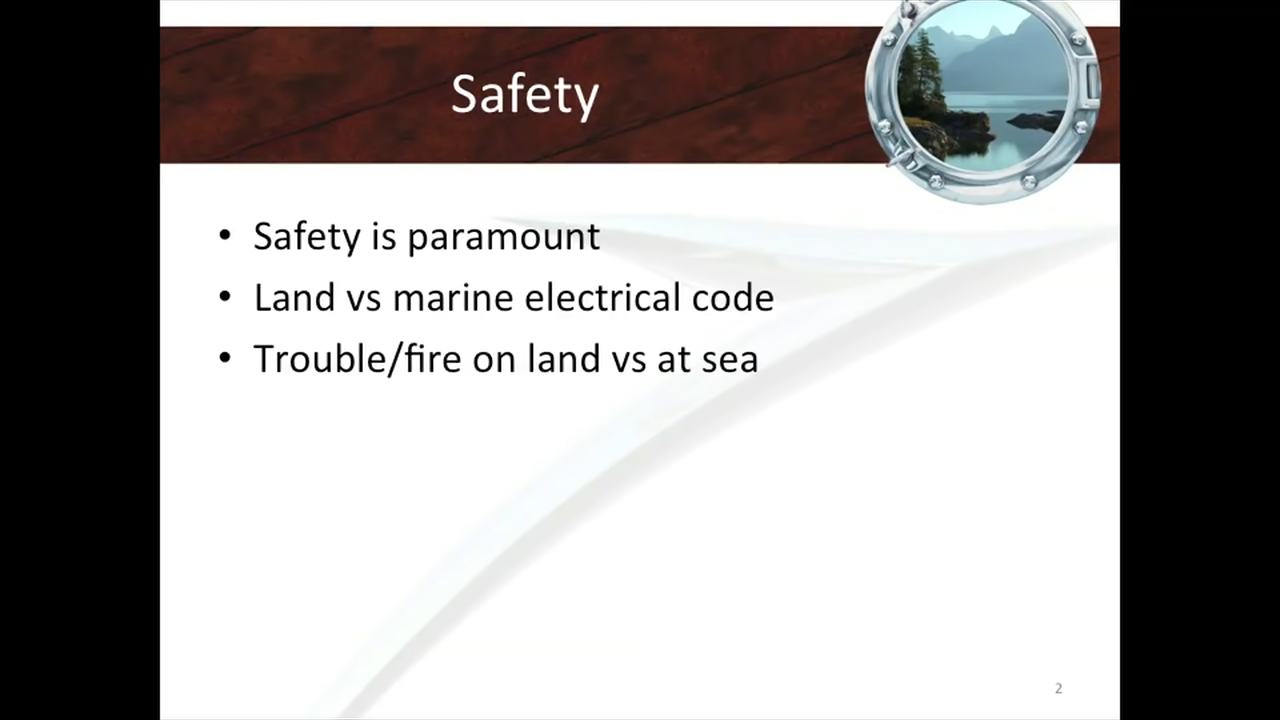 Safety
• Safety is paramount
• Land vs marine electrical code
• Trouble/fire on land vs at sea
2